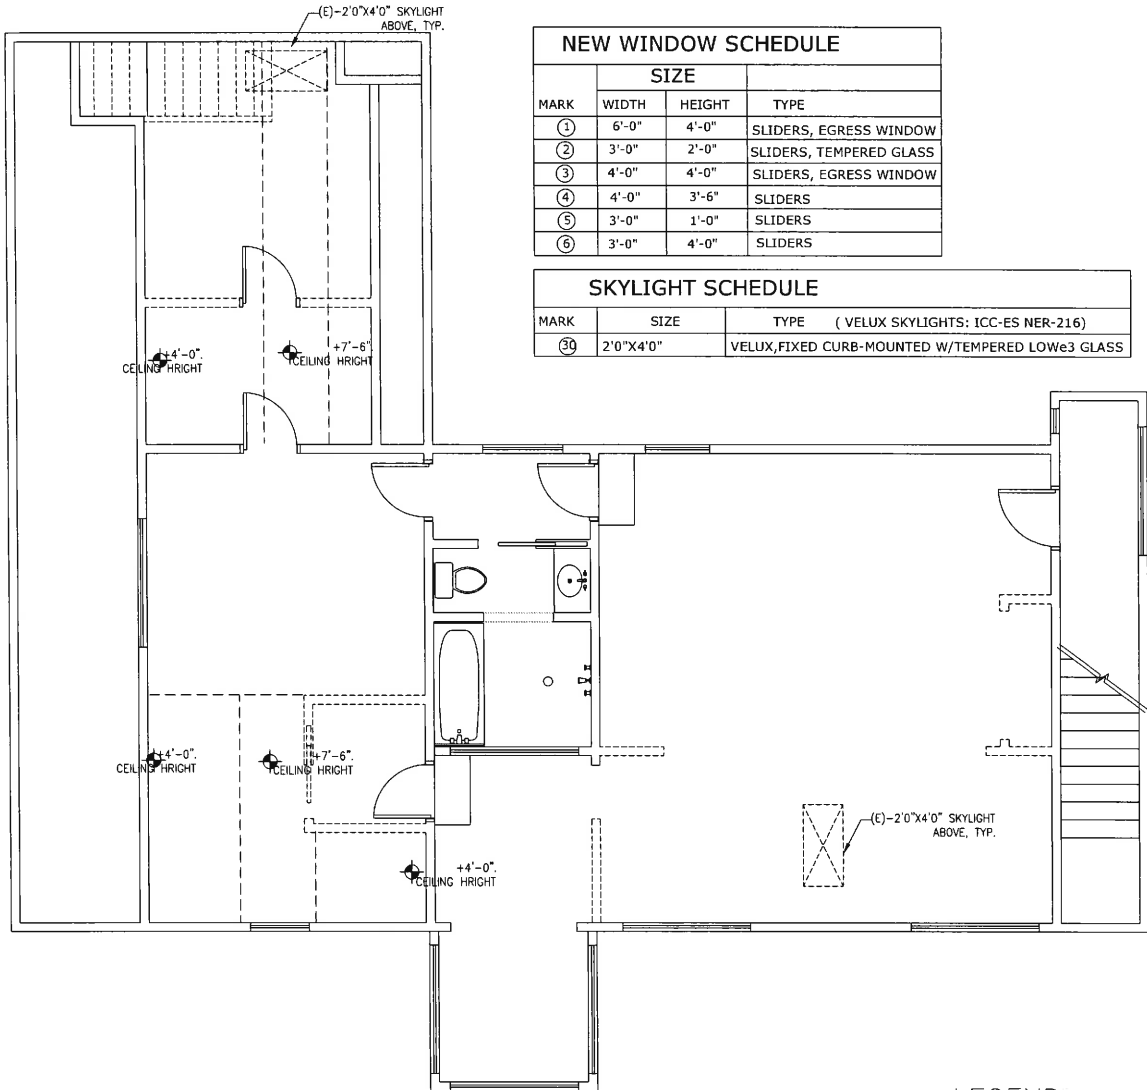 (E)-2'0"X4'0" SKYLIGHT
ABOVE, TYP.
NEW WINDOW SCHEDULE
SIZE
MARK WIDTH HEIGHT TYPE
1 6'-0" 4'-0" SLIDERS, EGRESS WINDOW
2 3'-0" 2'-0" SLIDERS, TEMPERED GLASS
3 4'-0" 4'-0" SLIDERS, EGRESS WINDOW
4 4'-0" 3'-6" SLIDERS
5 3'-0" 1'-0" SLIDERS
6 3'-0" 4'-0" SLIDERS
SKYLIGHT SCHEDULE
MARK SIZE TYPE ( VELUX SKYLIGHTS: ICC-ES NER-216)
30 2'0"X4'0" VELUX,FIXED CURB-MOUNTED W/TEMPERED LOWe3 GLASS
+4'-0".
CEILING HRIGHT
+7'-6".
CEILING HRIGHT
+4'-0".
CEILING HRIGHT
+7'-6".
CEILING HRIGHT
+4'-0".
CEILING HRIGHT
(E)-2'0"X4'0" SKYLIGHT
ABOVE, TYP.